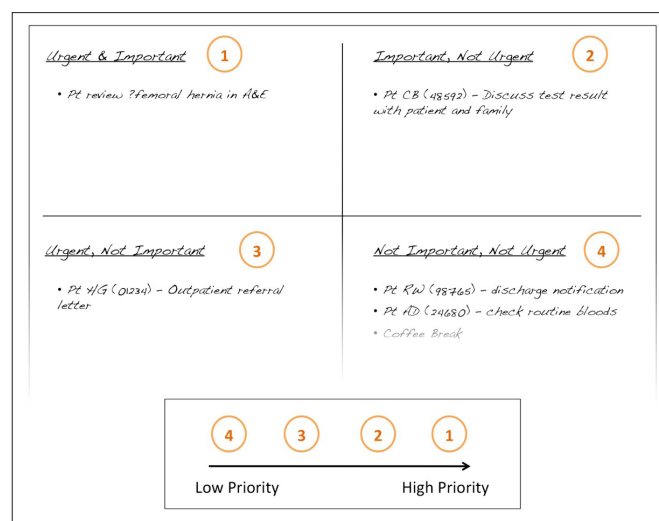 Urgent & Important 1
• Pt review ?femoral hernia in A&E
Important, Not Urgent 2
• Pt CB (48592) – Discuss test result
with patient and family
Urgent, Not Important 3
• Pt HG (01234) – Outpatient referral
letter
Not Important, Not Urgent 4
• Pt RW (98765) – discharge notification
• Pt AD (24680) – check routine bloods
• Coffee Break
4 3 2 1
Low Priority High Priority